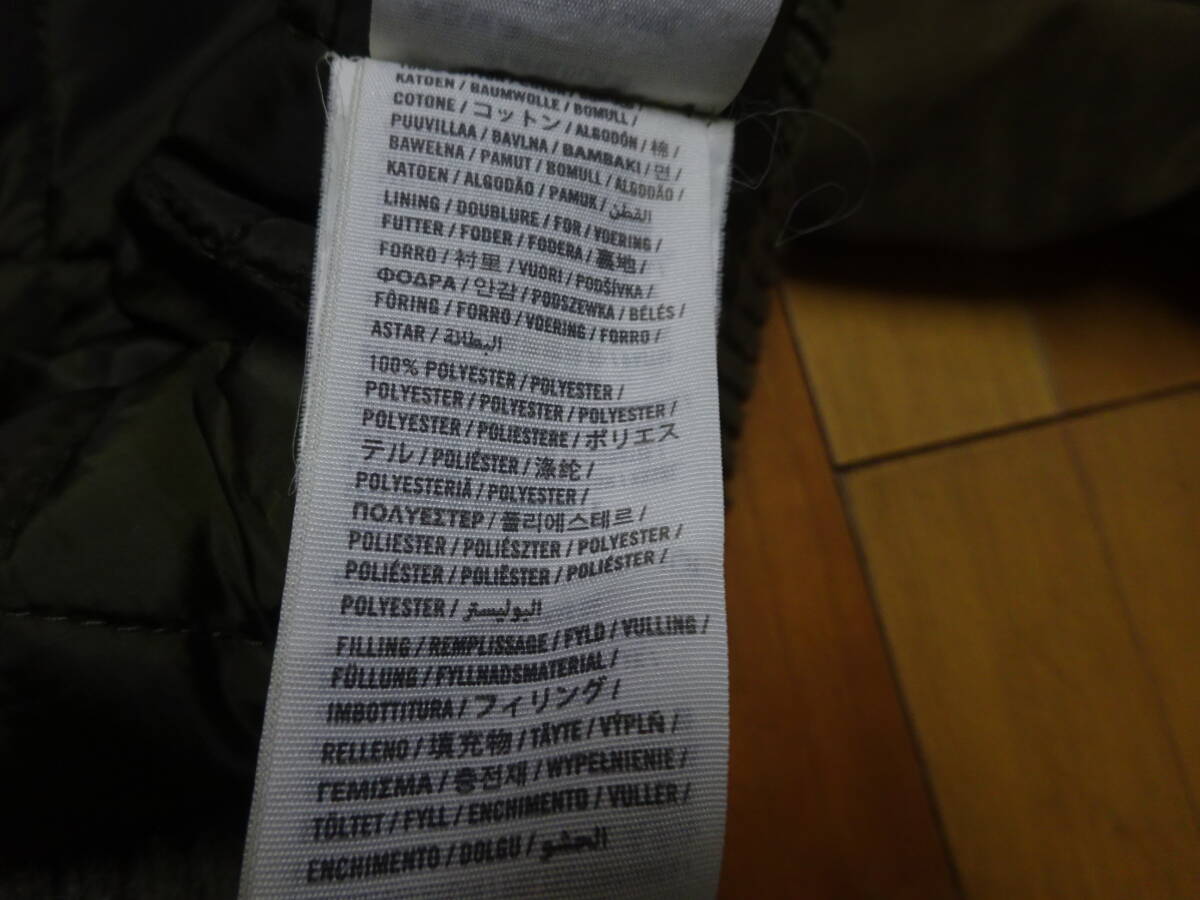 KATOEN / BAUMWOLLE / BOMULL /
COTONE / コットン / ALGODÓN / 棉 /
PUUVILLAA / BAVLNA / BAMBAKI / 면 /
BAWEŁNA / PAMUT / BOMULL / ALGODÃO /
KATOEN / ALGODÃO / PAMUK / القطن
LINING / DOUBLURE / FOR / VOERING /
FUTTER / FODER / FODERA / 裏地 /
FORRO / 衬里 / VUORI / PODŠÍVKA /
ΦΟΔΡΑ / 안감 / PODSZEWKA / BÉLÉS /
FÔRING / FORRO / VOERING / FORRO /
ASTAR / البطانة
100% POLYESTER / POLYESTER /
POLYESTER / POLYESTER / POLYESTER /
POLYESTER / POLIESTERE / ポリエス
テル / POLIÉSTER / 涤纶 /
POLYESTERIÄ / POLYESTER /
ΠΟΛΥΕΣΤΕΡ / 폴리에스테르 /
POLIESTER / POLIÉSZTER / POLYESTER /
POLIÉSTER / POLIËSTER / POLIÉSTER /
POLYESTER / البوليستر
FILLING / REMPLISSAGE / FYLD / VULLING /
FÜLLUNG / FYLLNADSMATERIAL /
IMBOTTITURA / フィリング /
RELLENO / 填充物 / TÄYTE / VÝPLŇ /
ΓΕΜΙΣΜΑ / 충전재 / WYPEŁNIENIE /
TÖLTET / FYLL / ENCHIMENTO / VULLER /
ENCHIMENTO / DOLGU / الحشو